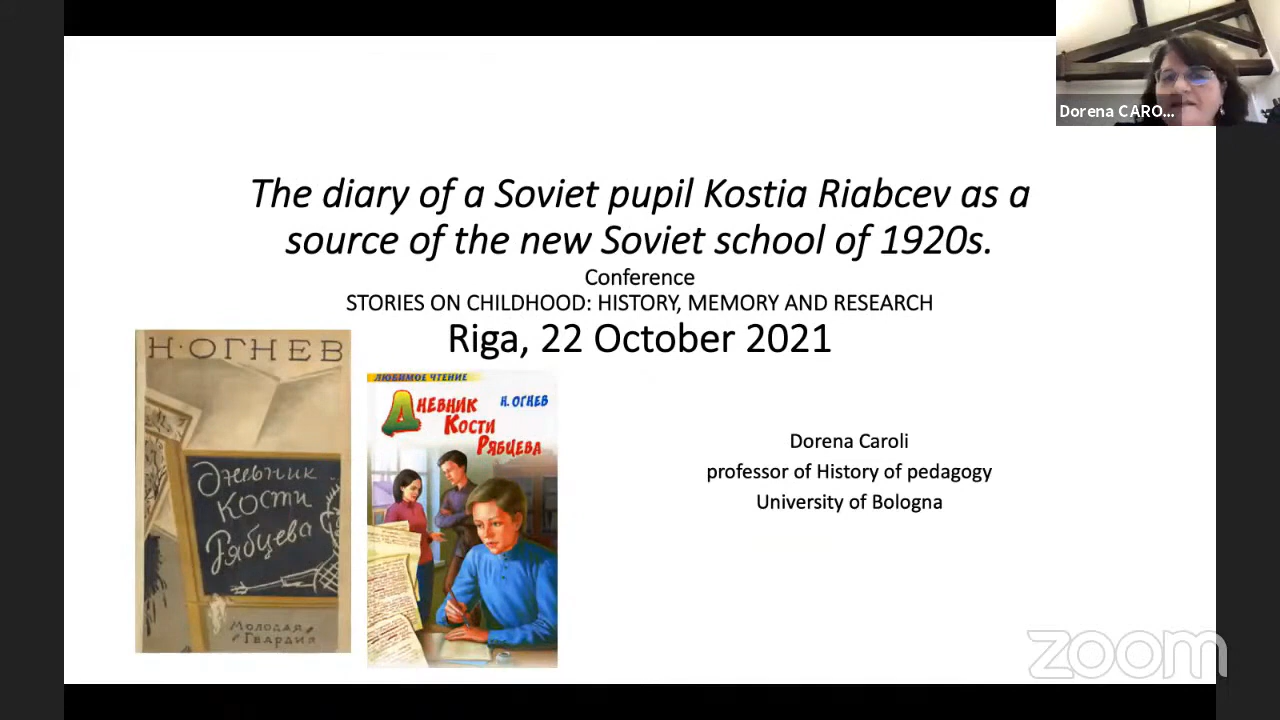 Dorena CARO...
The diary of a Soviet pupil Kostia Riabcev as a
source of the new Soviet school of 1920s.
Conference
STORIES ON CHILDHOOD: HISTORY, MEMORY AND RESEARCH
Riga, 22 October 2021
Н·ОГНЕВ
Дневник
Кости
Рябцева
Молодая
Гвардия
ЛЮБИМОЕ ЧТЕНИЕ
Н. ОГНЕВ
ДНЕВНИК
КОСТИ
РЯБЦЕВА
Dorena Caroli
professor of History of pedagogy
University of Bologna
zoom